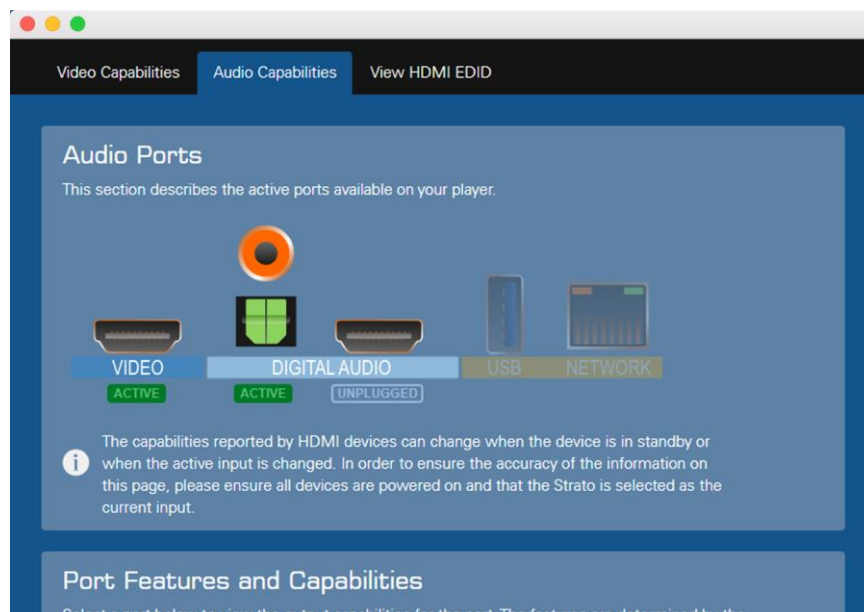 Video Capabilities Audio Capabilities View HDMI EDID
Audio Ports
This section describes the active ports available on your player.
VIDEO DIGITAL AUDIO USB NETWORK
ACTIVE ACTIVE UNPLUGGED
The capabilities reported by HDMI devices can change when the device is in standby or
when the active input is changed. In order to ensure the accuracy of the information on
this page, please ensure all devices are powered on and that the Strato is selected as the
current input.
Port Features and Capabilities